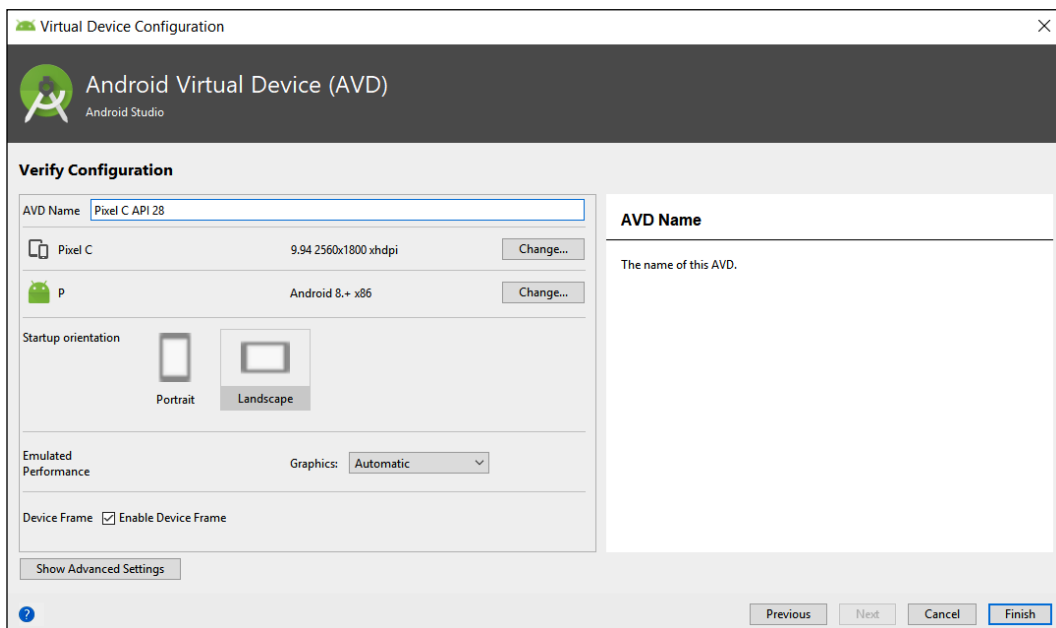 Virtual Device Configuration
Android Virtual Device (AVD)
Android Studio
Verify Configuration
AVD Name Pixel C API 28
Pixel C 9.94 2560x1800 xhdpi Change...
P Android 8.+ x86 Change...
Startup orientation
Portrait Landscape
Emulated
Performance
Graphics: Automatic
Device Frame Enable Device Frame
Show Advanced Settings
AVD Name
The name of this AVD.
?
Previous Next Cancel Finish